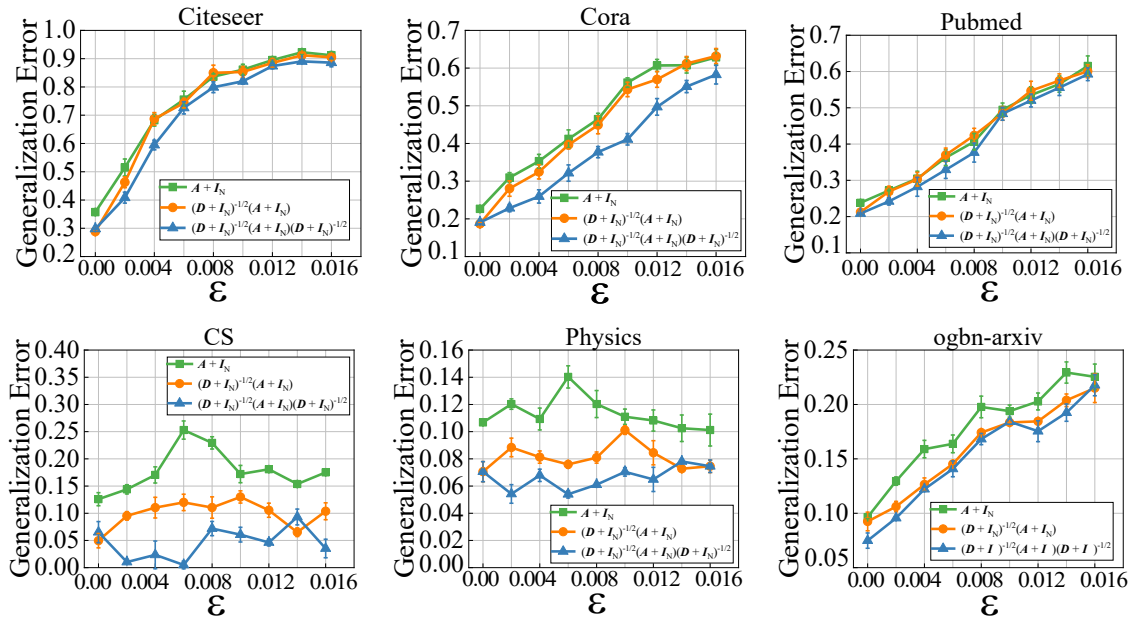 Citeseer
Generalization Error
1.0
0.9
0.8
0.7
0.6
0.5
0.4
0.3
0.2
A + I_N
(D + I_N)^-1/2(A + I_N)
(D + I_N)^-1/2(A + I_N)(D + I_N)^-1/2
0.00 0.004 0.008 0.012 0.016
ε
Cora
Generalization Error
0.7
0.6
0.5
0.4
0.3
0.2
0.1
A + I_N
(D + I_N)^-1/2(A + I_N)
(D + I_N)^-1/2(A + I_N)(D + I_N)^-1/2
0.00 0.004 0.008 0.012 0.016
ε
Pubmed
Generalization Error
0.7
0.6
0.5
0.4
0.3
0.2
0.1
A + I_N
(D + I_N)^-1/2(A + I_N)
(D + I_N)^-1/2(A + I_N)(D + I_N)^-1/2
0.00 0.004 0.008 0.012 0.016
ε
CS
Generalization Error
0.40
0.35
0.30
0.25
0.20
0.15
0.10
0.05
0.00
A + I_N
(D + I_N)^-1/2(A + I_N)
(D + I_N)^-1/2(A + I_N)(D + I_N)^-1/2
0.00 0.004 0.008 0.012 0.016
ε
Physics
Generalization Error
0.16
0.14
0.12
0.10
0.08
0.06
0.04
0.02
0.00
A + I_N
(D + I_N)^-1/2(A + I_N)
(D + I_N)^-1/2(A + I_N)(D + I_N)^-1/2
0.00 0.004 0.008 0.012 0.016
ε
ogbn-arxiv
Generalization Error
0.25
0.20
0.15
0.10
0.05
A + I_N
(D + I_N)^-1/2(A + I_N)
(D + I )^-1/2(A + I )(D + I )^-1/2
0.00 0.004 0.008 0.012 0.016
ε